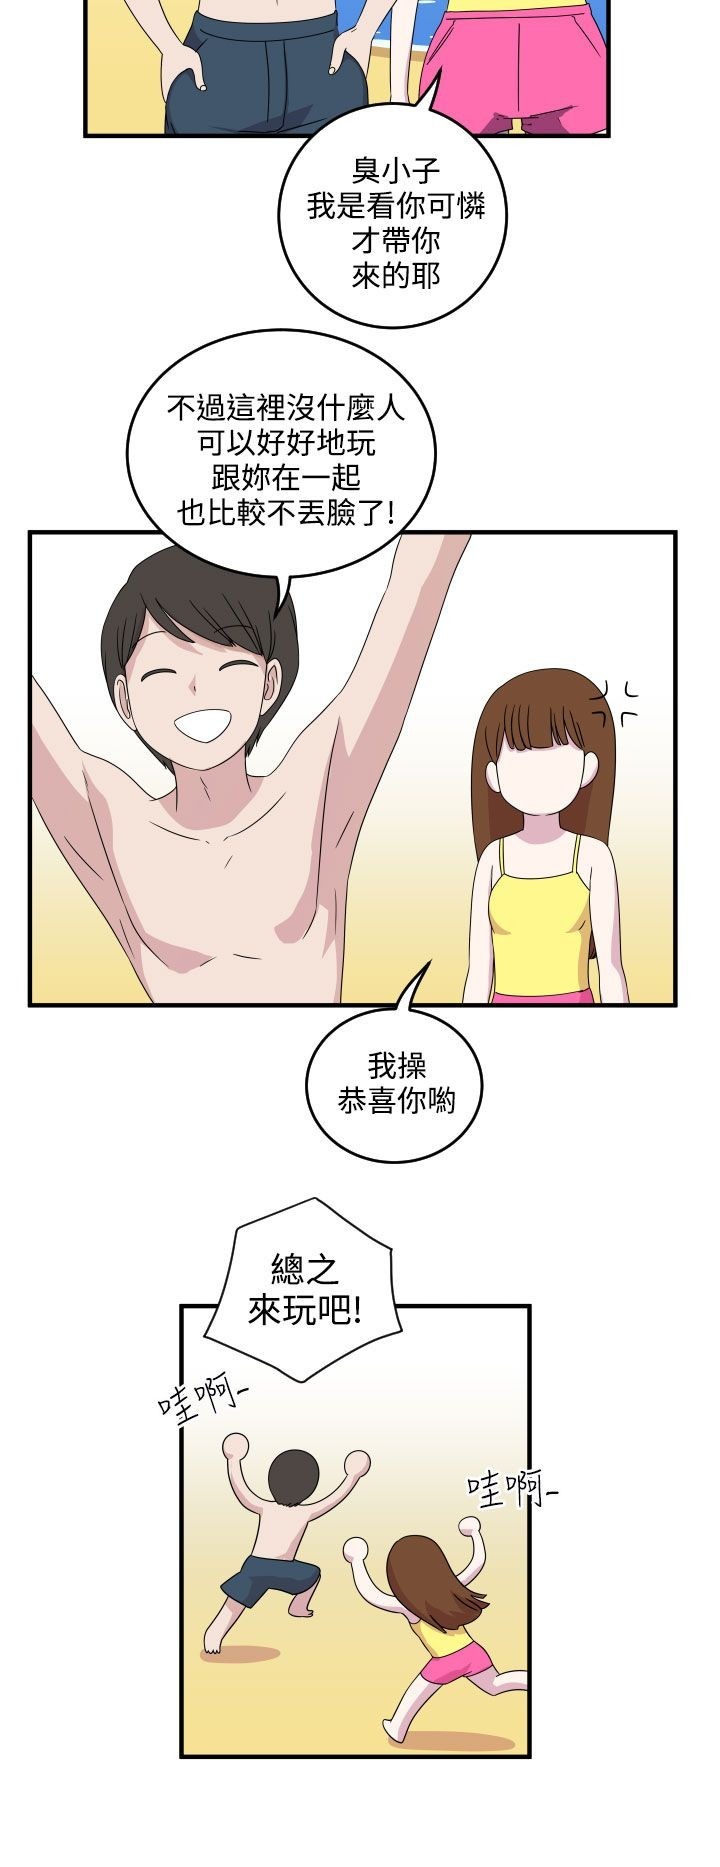 臭小子
我是看你可憐
才帶你
來的耶
不過這裡沒什麼人
可以好好地玩
跟妳在一起
也比較不丟臉了!
我操
恭喜你喲
總之
來玩吧!
哇啊~
哇啊~